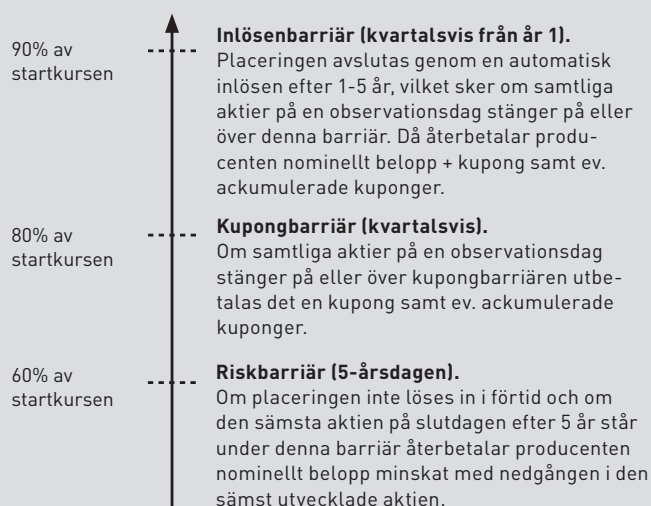 90% av
startkursen
Inlösenbarriär (kvartalsvis från år 1).
Placeringen avslutas genom en automatisk
inlösen efter 1-5 år, vilket sker om samtliga
aktier på en observationsdag stänger på eller
över denna barriär. Då återbetalar produ-
centen nominellt belopp + kupong samt ev.
ackumulerade kuponger.
80% av
startkursen
Kupongbarriär (kvartalsvis).
Om samtliga aktier på en observationsdag
stänger på eller över kupongbarriären utbe-
talas det en kupong samt ev. ackumulerade
kuponger.
60% av
startkursen
Riskbarriär (5-årsdagen).
Om placeringen inte löses in i förtid och om
den sämsta aktien på slutdagen efter 5 år står
under denna barriär återbetalar producenten
nominellt belopp minskat med nedgången i den
sämst utvecklade aktien.